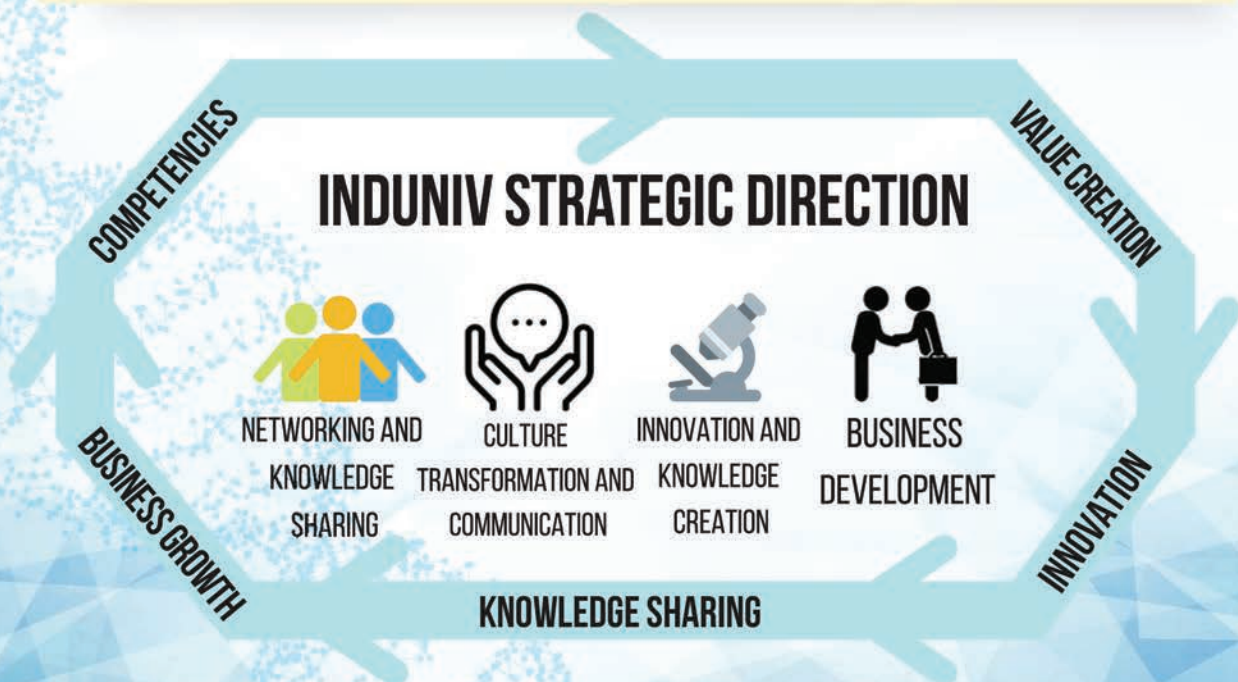 COMPETENCIES
VALUE CREATION
INDUNIV STRATEGIC DIRECTION
NETWORKING AND
KNOWLEDGE
SHARING
CULTURE
TRANSFORMATION AND
COMMUNICATION
INNOVATION AND
KNOWLEDGE
CREATION
BUSINESS
DEVELOPMENT
BUSINESS GROWTH
INNOVATION
KNOWLEDGE SHARING